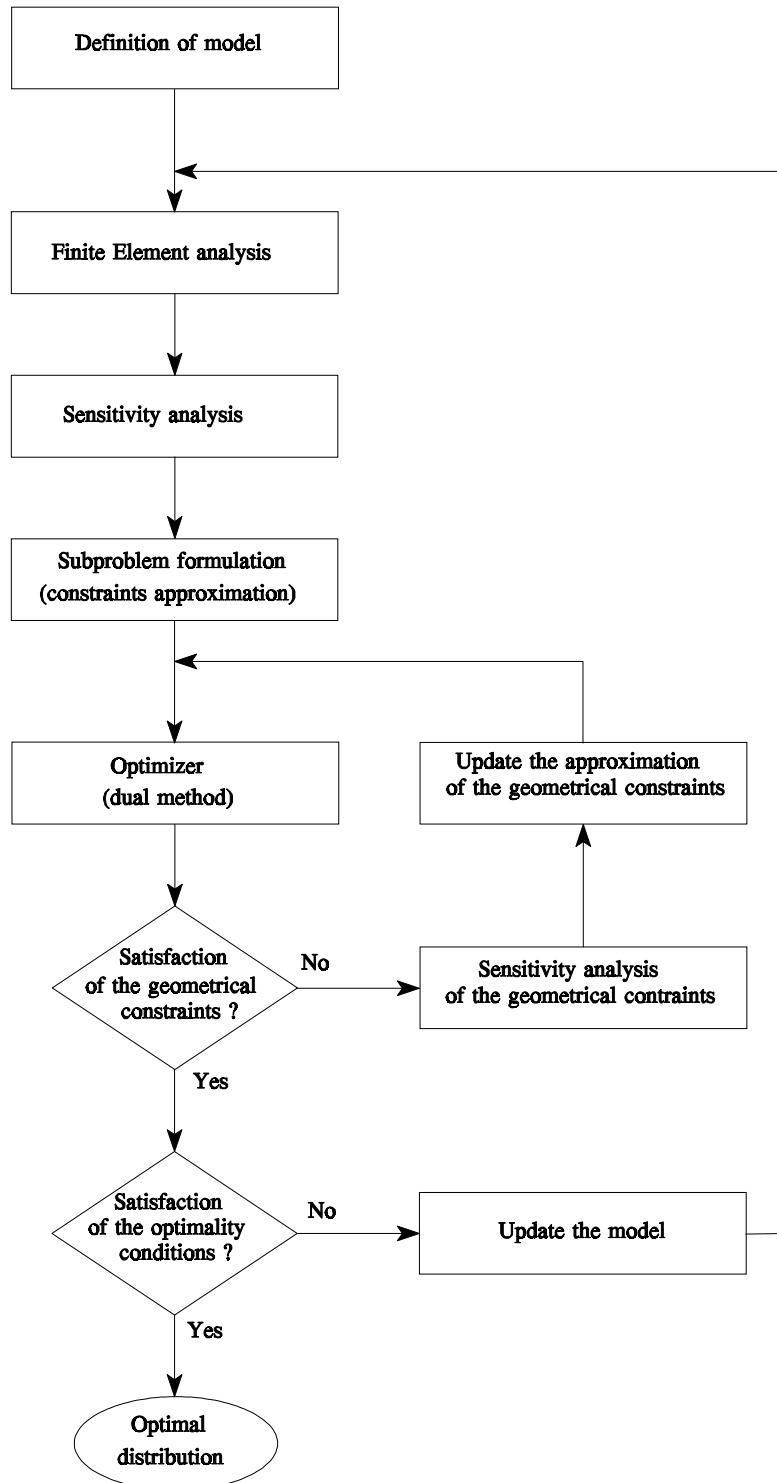 Definition of model
Finite Element analysis
Sensitivity analysis
Subproblem formulation
(constraints approximation)
Optimizer
(dual method)
Update the approximation
of the geometrical constraints
Satisfaction
of the geometrical
constraints ?
No
Sensitivity analysis
of the geometrical contraints
Yes
Satisfaction
of the optimality
conditions ?
No
Update the model
Yes
Optimal
distribution